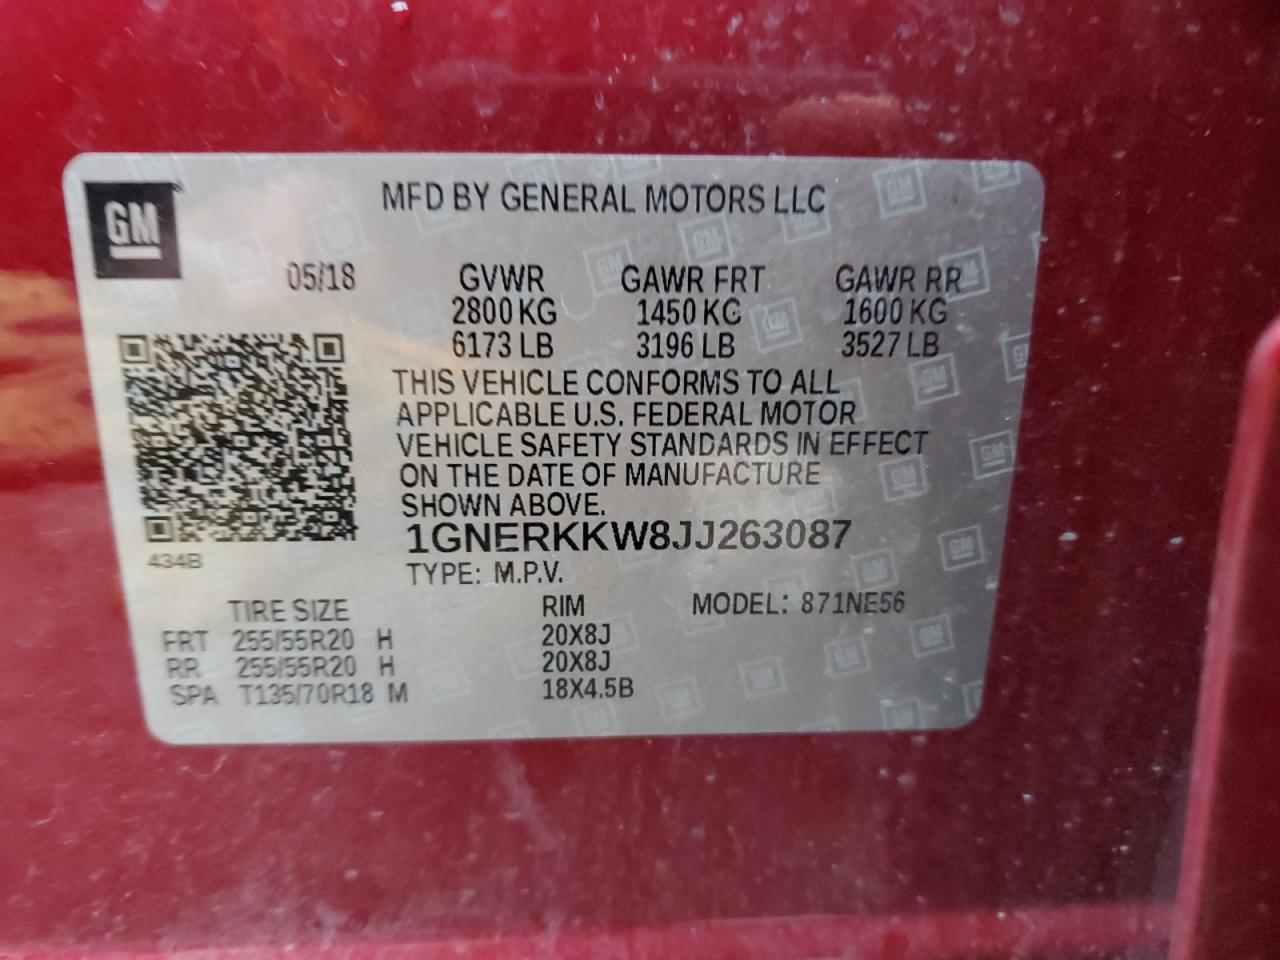 GM
MFD BY GENERAL MOTORS LLC
05/18 GVWR GAWR FRT GAWR RR
2800 KG 1450 KG 1600 KG
6173 LB 3196 LB 3527 LB
THIS VEHICLE CONFORMS TO ALL
APPLICABLE U.S. FEDERAL MOTOR
VEHICLE SAFETY STANDARDS IN EFFECT
ON THE DATE OF MANUFACTURE
SHOWN ABOVE.
1GNERKKW8JJ263087
434B
TYPE: M.P.V.
TIRE SIZE RIM MODEL: 871NE56
FRT 255/55R20 H 20X8J
RR 255/55R20 H 20X8J
SPA T135/70R18 M 18X4.5B